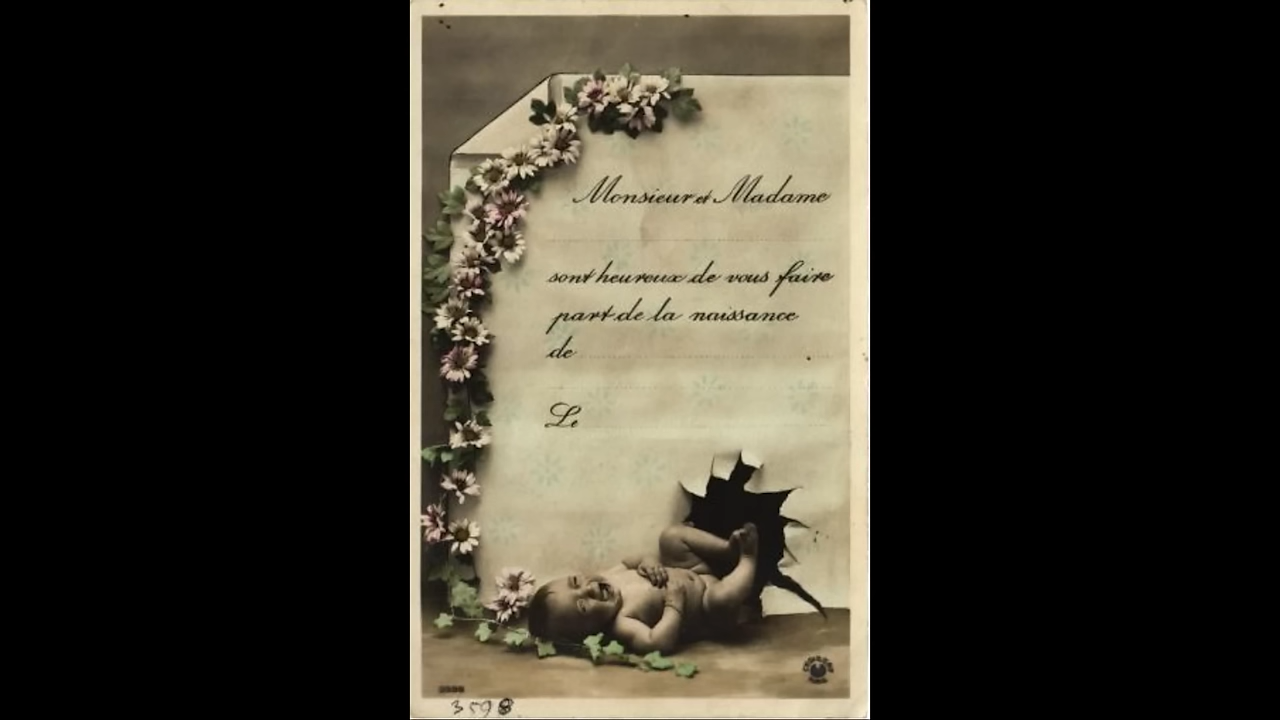 Monsieur et Madame
sont heureux de vous faire
part de la naissance
de
Le
3598